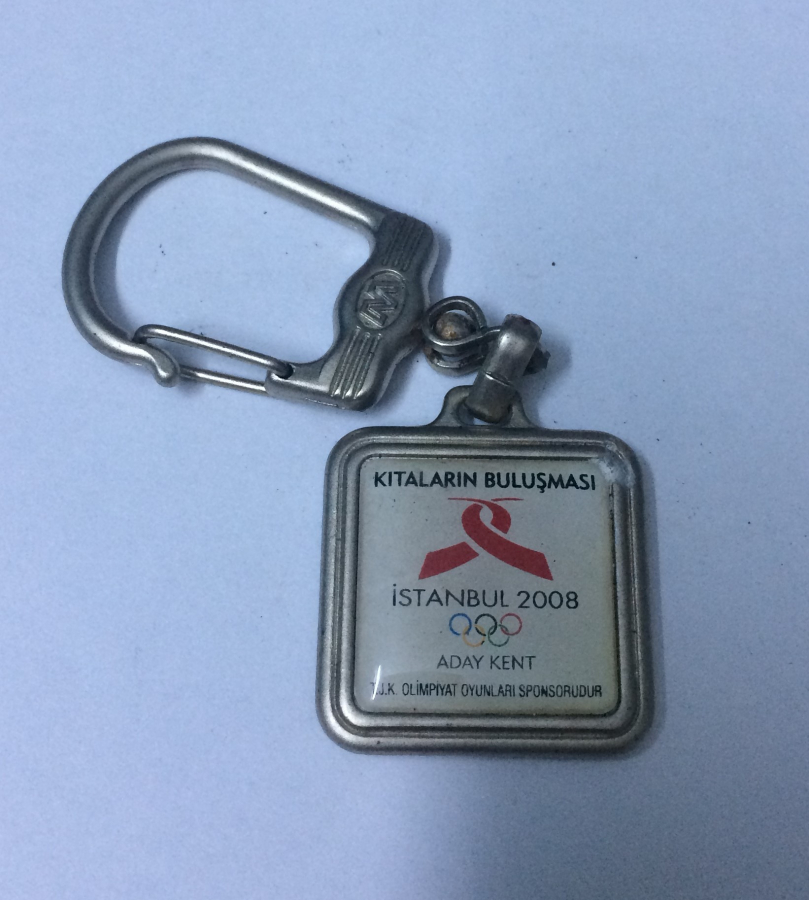 KITALARIN BULUŞMASI
İSTANBUL 2008
ADAY KENT
T.J.K. OLİMPİYAT OYUNLARI SPONSORUDUR